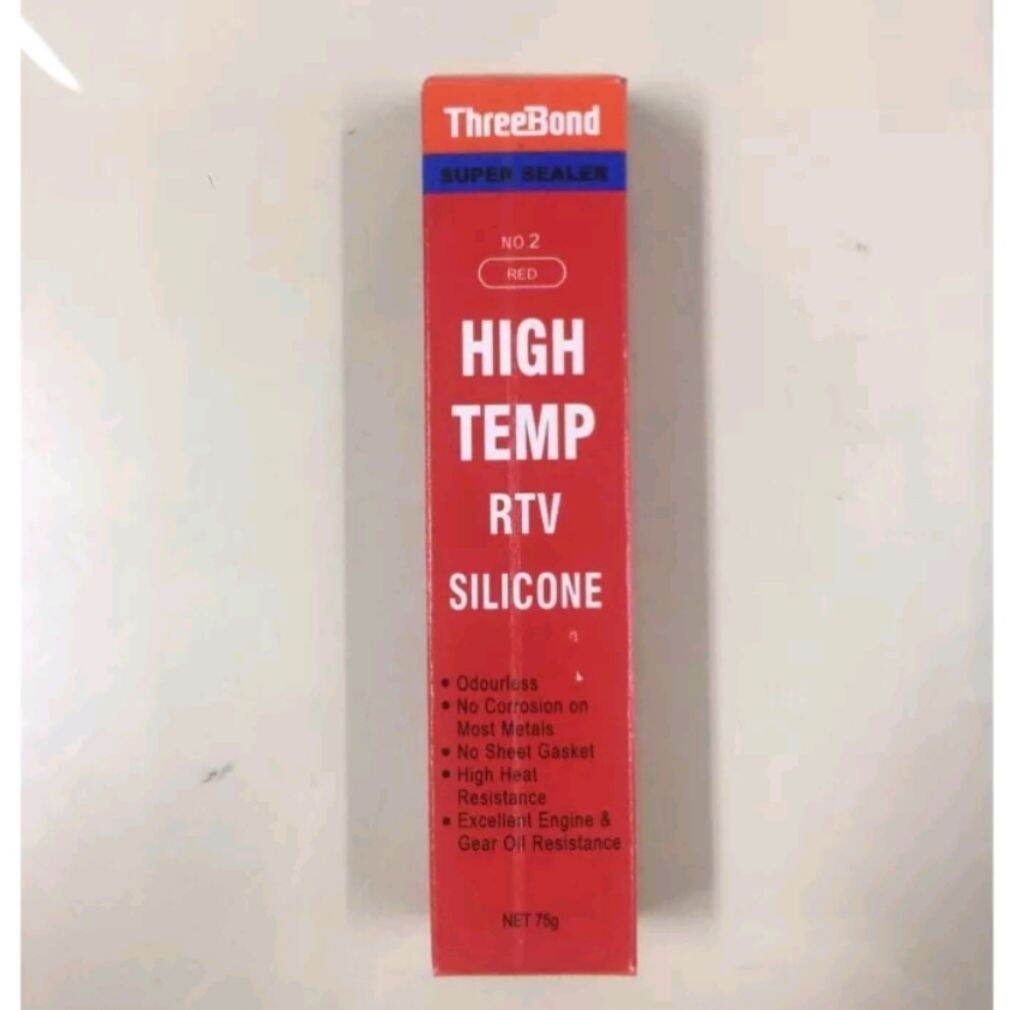 ThreeBond
SUPER SEALER
NO 2
RED
HIGH
TEMP
RTV
SILICONE
• Odourless
• No Corrosion on
Most Metals
• No Sheet Gasket
• High Heat
Resistance
• Excellent Engine &
Gear Oil Resistance
NET 75g